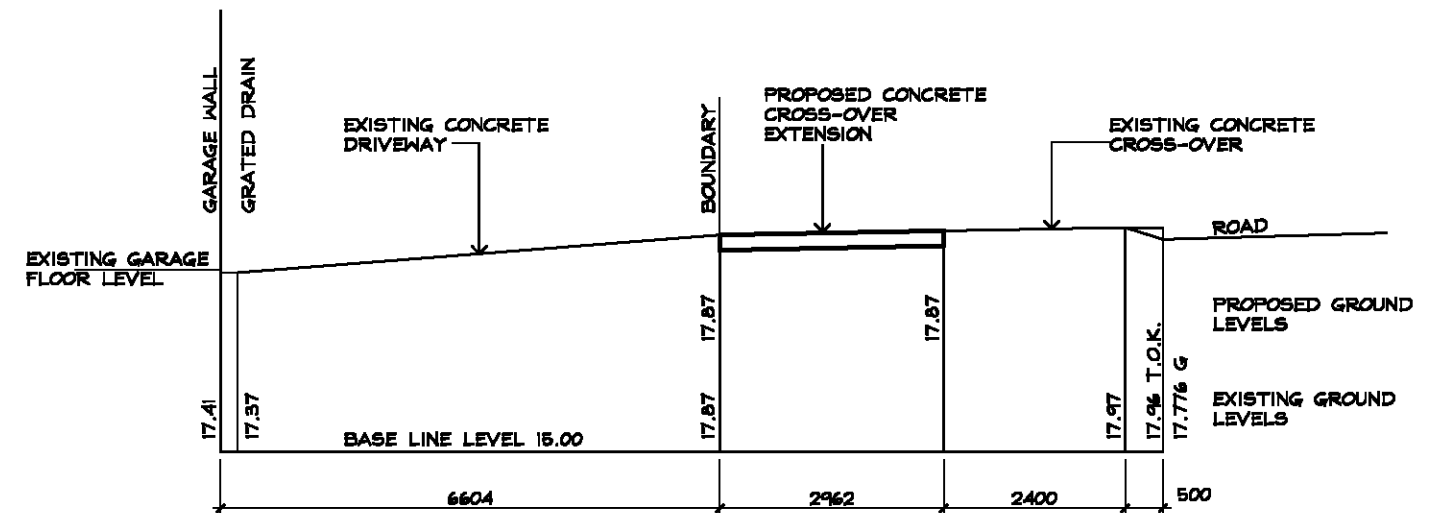 GARAGE WALL
GRATED DRAIN
EXISTING CONCRETE
DRIVEWAY
BOUNDARY
PROPOSED CONCRETE
CROSS-OVER
EXTENSION
EXISTING CONCRETE
CROSS-OVER
ROAD
EXISTING GARAGE
FLOOR LEVEL
17.87
17.87
PROPOSED GROUND
LEVELS
17.41
17.37
BASE LINE LEVEL 15.00
17.87
17.97
17.96 T.O.K.
17.776 G
EXISTING GROUND
LEVELS
6604
2962
2400
500